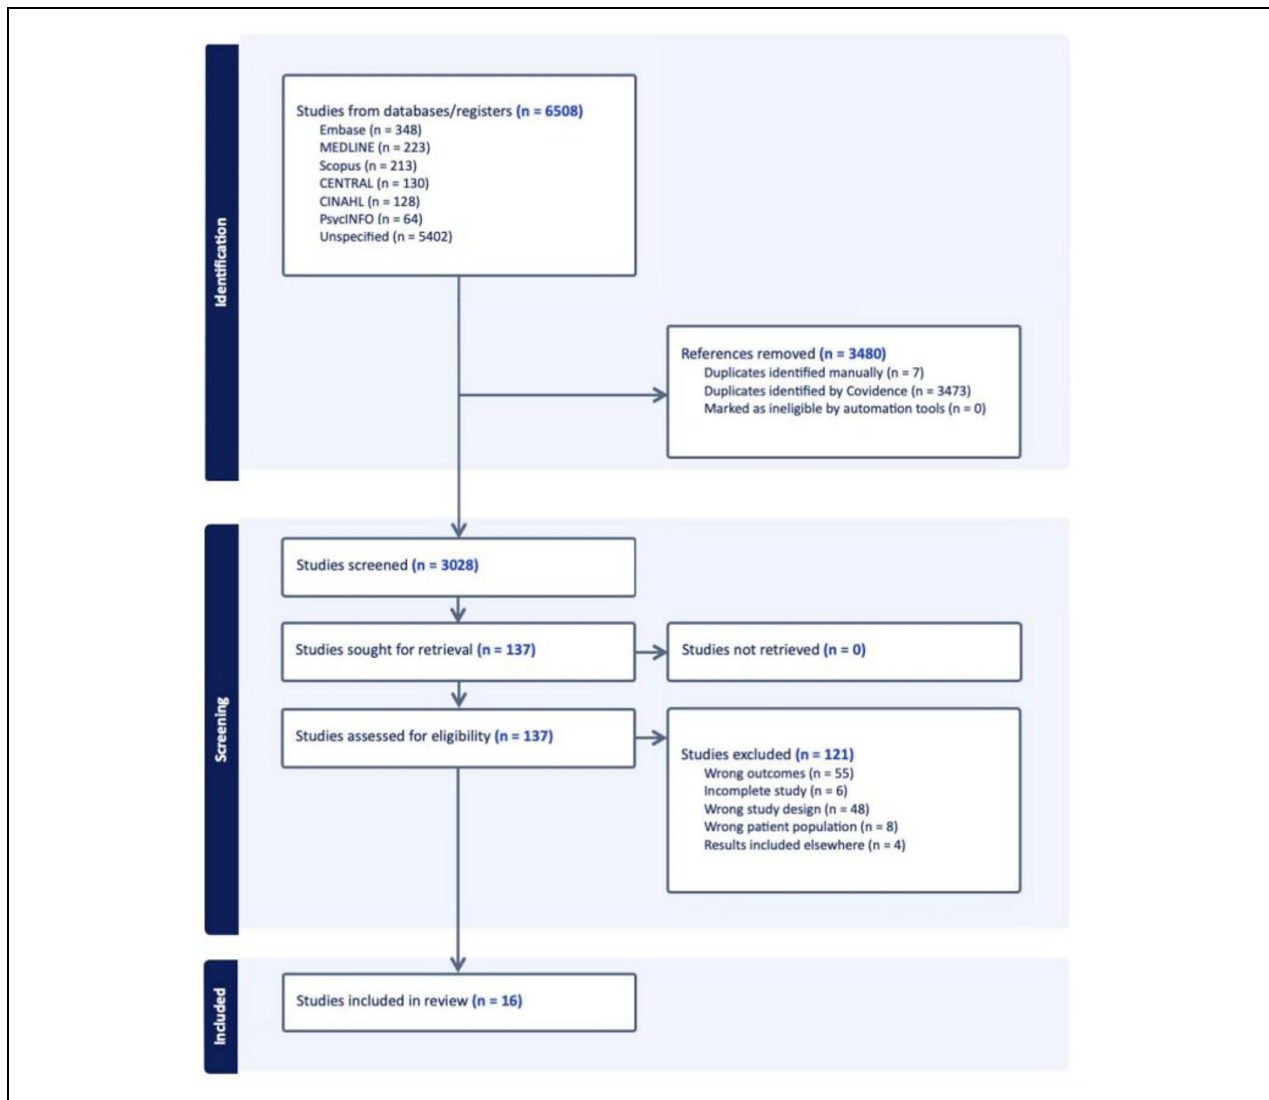 Identification
Studies from databases/registers (n = 6508)
Embase (n = 348)
MEDLINE (n = 223)
Scopus (n = 213)
CENTRAL (n = 130)
CINAHL (n = 128)
PsycINFO (n = 64)
Unspecified (n = 5402)
References removed (n = 3480)
Duplicates identified manually (n = 7)
Duplicates identified by Covidence (n = 3473)
Marked as ineligible by automation tools (n = 0)
Screening
Studies screened (n = 3028)
Studies sought for retrieval (n = 137)
Studies not retrieved (n = 0)
Studies assessed for eligibility (n = 137)
Studies excluded (n = 121)
Wrong outcomes (n = 55)
Incomplete study (n = 6)
Wrong study design (n = 48)
Wrong patient population (n = 8)
Results included elsewhere (n = 4)
Included
Studies included in review (n = 16)